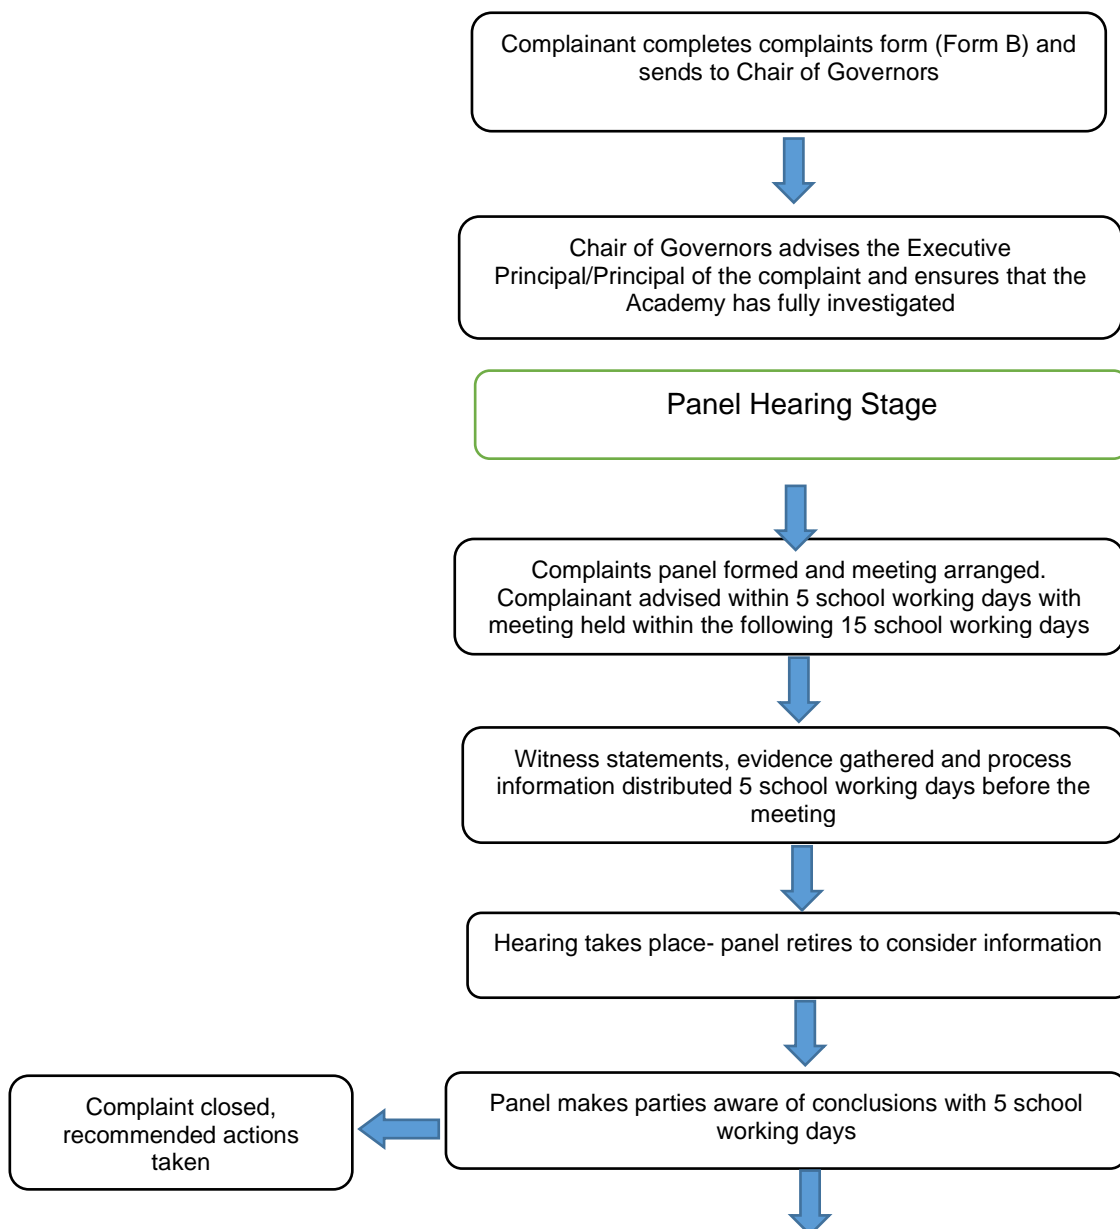 Complainant completes complaints form (Form B) and
sends to Chair of Governors
Chair of Governors advises the Executive
Principal/Principal of the complaint and ensures that the
Academy has fully investigated
Panel Hearing Stage
Complaints panel formed and meeting arranged.
Complainant advised within 5 school working days with
meeting held within the following 15 school working days
Witness statements, evidence gathered and process
information distributed 5 school working days before the
meeting
Hearing takes place- panel retires to consider information
Panel makes parties aware of conclusions with 5 school
working days
Complaint closed,
recommended actions
taken